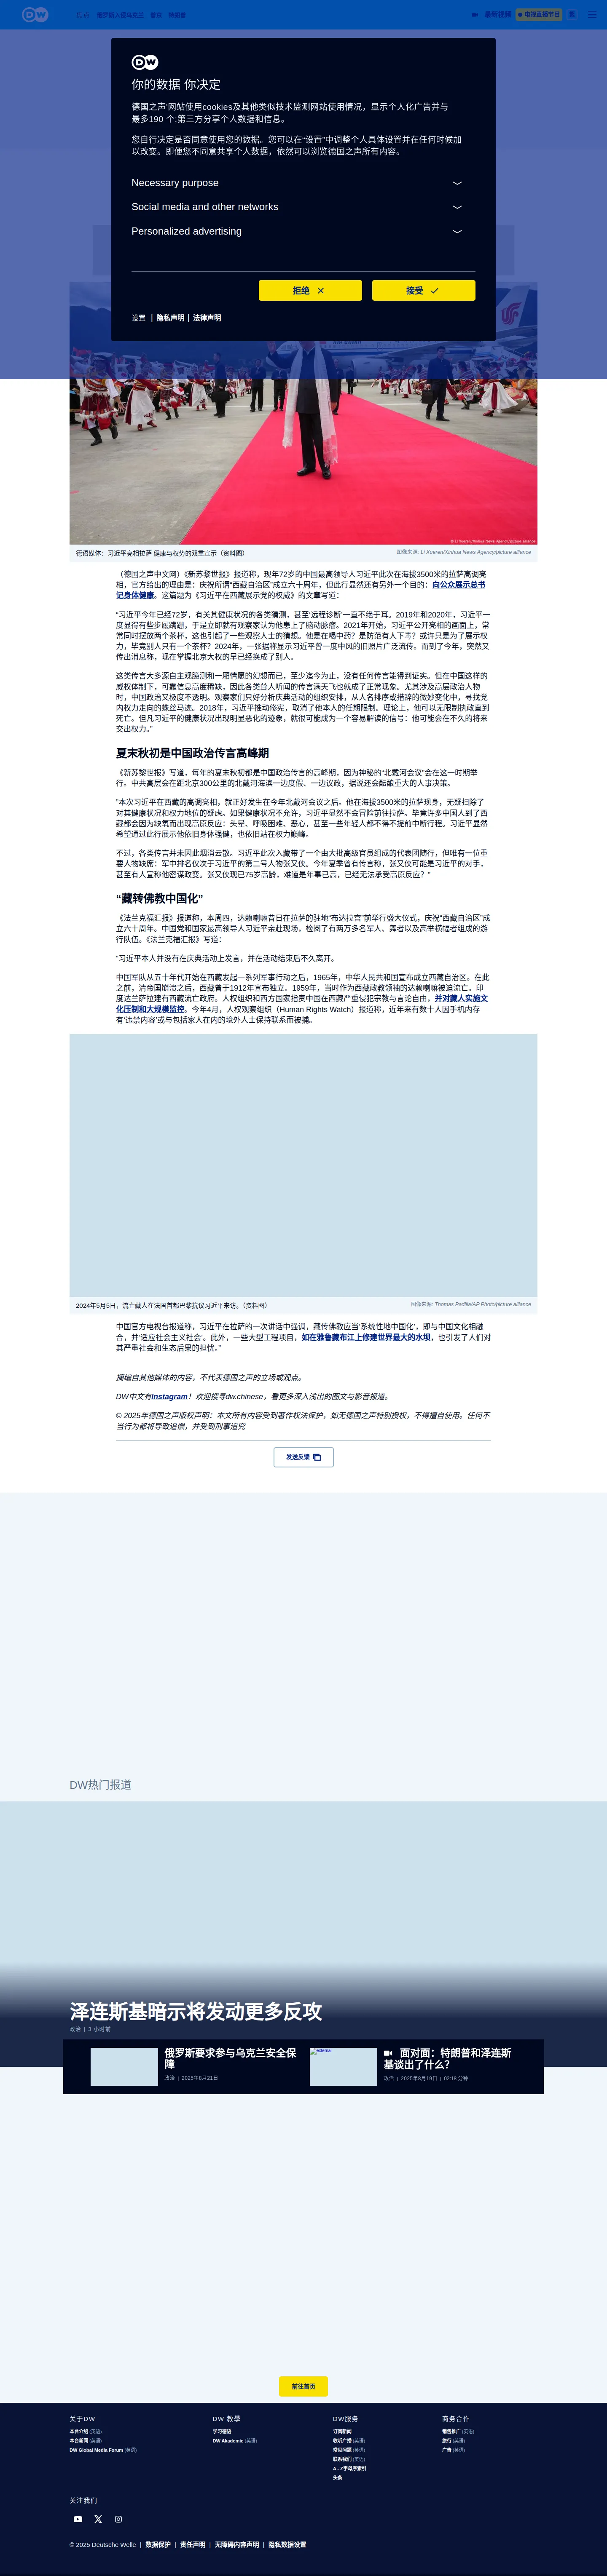 DW
最新视频
电视直播节目
DW
你的数据 你决定
德国之声'网站使用cookies及其他类似技术监测网站使用情况，显示个人化广告并与
最多190 个;第三方分享个人数据和信息。
您自行决定是否同意使用您的数据。您可以在“设置”中调整个人具体设置并在任何时候加
以改变。即便您不同意共享个人数据，依然可以浏览德国之声所有内容。
Necessary purpose
Social media and other networks
Personalized advertising
拒绝
接受
设置 | 隐私声明 | 法律声明
© Li Xueren/Xinhua News Agency/picture alliance
德语媒体：习近平亮相拉萨 健康与权势的双重宣示（资料图）
图像来源: Li Xueren/Xinhua News Agency/picture alliance
（德国之声中文网）《新苏黎世报》报道称，现年72岁的中国最高领导人习近平此次在海拔3500米的拉萨高调亮
相，官方给出的理由是：庆祝所谓“西藏自治区”成立六十周年，但此行显然还有另外一个目的：向公众展示总书
记身体健康。这篇题为《习近平在西藏展示党的权威》的文章写道：
“习近平今年已经72岁，有关其健康状况的各类猜测，甚至‘远程诊断’一直不绝于耳。2019年和2020年，习近平一
度显得有些步履蹒跚，于是立即就有观察家认为他患上了脑动脉瘤。2021年开始，习近平公开亮相的画面上，常
常同时摆放两个茶杯，这也引起了一些观察人士的猜想。他是在喝中药？是防范有人下毒？或许只是为了展示权
力，毕竟别人只有一个茶杯？2024年，一张据称显示习近平曾一度中风的旧照片广泛流传。而到了今年，突然又
传出消息称，现在掌握北京大权的早已经换成了别人。
这类传言大多源自主观臆测和一厢情愿的幻想而已，至少迄今为止，没有任何传言能得到证实。但在中国这样的
威权体制下，可靠信息高度稀缺，因此各类耸人听闻的传言满天飞也就成了正常现象。尤其涉及高层政治人物
时，中国政治又极度不透明。观察家们只好分析庆典活动的组织安排，从人名排序或措辞的微妙变化中，寻找党
内权力走向的蛛丝马迹。2018年，习近平推动修宪，取消了他本人的任期限制。理论上，他可以无限制执政直到
死亡。但凡习近平的健康状况出现明显恶化的迹象，就很可能成为一个容易解读的信号：他可能会在不久的将来
交出权力。”
夏末秋初是中国政治传言高峰期
《新苏黎世报》写道，每年的夏末秋初都是中国政治传言的高峰期，因为神秘的“北戴河会议”会在这一时期举
行。中共高层会在距北京300公里的北戴河海滨一边度假、一边议政，据说还会酝酿重大的人事决策。
“本次习近平在西藏的高调亮相，就正好发生在今年北戴河会议之后。他在海拔3500米的拉萨现身，无疑扫除了
对其健康状况和权力地位的疑虑。如果健康状况不允许，习近平显然不会冒险前往拉萨。毕竟许多中国人到了西
藏都会因为缺氧而出现高原反应：头晕、呼吸困难、恶心，甚至一些年轻人都不得不提前中断行程。习近平显然
希望通过此行展示他依旧身体强健，也依旧站在权力巅峰。
不过，各类传言并未因此烟消云散。习近平此次入藏带了一个由大批高级官员组成的代表团随行，但唯有一位重
要人物缺席：军中排名仅次于习近平的第二号人物张又侠。今年夏季曾有传言称，张又侠可能是习近平的对手，
甚至有人宣称他密谋政变。张又侠现已75岁高龄，难道是年事已高，已经无法承受高原反应？”
“藏转佛教中国化”
《法兰克福汇报》报道称，本周四，达赖喇嘛昔日在拉萨的驻地“布达拉宫”前举行盛大仪式，庆祝“西藏自治区”成
立六十周年。中国党和国家最高领导人习近平亲赴现场，检阅了有两万多名军人、舞者以及高举横幅者组成的游
行队伍。《法兰克福汇报》写道：
“习近平本人并没有在庆典活动上发言，并在活动结束后不久离开。
中国军队从五十年代开始在西藏发起一系列军事行动之后，1965年，中华人民共和国宣布成立西藏自治区。在此
之前，清帝国崩溃之后，西藏曾于1912年宣布独立。1959年，当时作为西藏政教领袖的达赖喇嘛被迫流亡。印
度达兰萨拉建有西藏流亡政府。人权组织和西方国家指责中国在西藏严重侵犯宗教与言论自由，并对藏人实施文
化压制和大规模监控。今年4月，人权观察组织（Human Rights Watch）报道称，近年来有数十人因手机内存
有‘违禁内容’或与包括家人在内的境外人士保持联系而被捕。
2024年5月5日，流亡藏人在法国首都巴黎抗议习近平来访。（资料图）
图像来源: Thomas Padilla/AP Photo/picture alliance
中国官方电视台报道称，习近平在拉萨的一次讲话中强调，藏传佛教应当‘系统性地中国化’，即与中国文化相融
合，并‘适应社会主义社会’。此外，一些大型工程项目，如在雅鲁藏布江上修建世界最大的水坝，也引发了人们对
其严重社会和生态后果的担忧。”
摘编自其他媒体的内容，不代表德国之声的立场或观点。
DW中文有Instagram！欢迎搜寻dw.chinese，看更多深入浅出的图文与影音报道。
© 2025年德国之声版权声明：本文所有内容受到著作权法保护，如无德国之声特别授权，不得擅自使用。任何不
当行为都将导致追偿，并受到刑事追究
发送反馈
DW热门报道
泽连斯基暗示将发动更多反攻
政治 | 3 小时前
俄罗斯要求参与乌克兰安全保
障
政治 | 2025年8月21日
external
面对面：特朗普和泽连斯
基谈出了什么？
政治 | 2025年8月19日 | 02:18 分钟
前往首页
关于DW
本台介绍 (英语)
本台新闻 (英语)
DW Global Media Forum (英语)
DW 教學
学习德语
DW Akademie (英语)
DW服务
订阅新闻
收听广播 (英语)
常见问题 (英语)
联系我们 (英语)
A - Z字母序索引
头条
商务合作
销售推广 (英语)
旅行 (英语)
广告 (英语)
关注我们
© 2025 Deutsche Welle | 数据保护 | 责任声明 | 无障碍内容声明 | 隐私数据设置